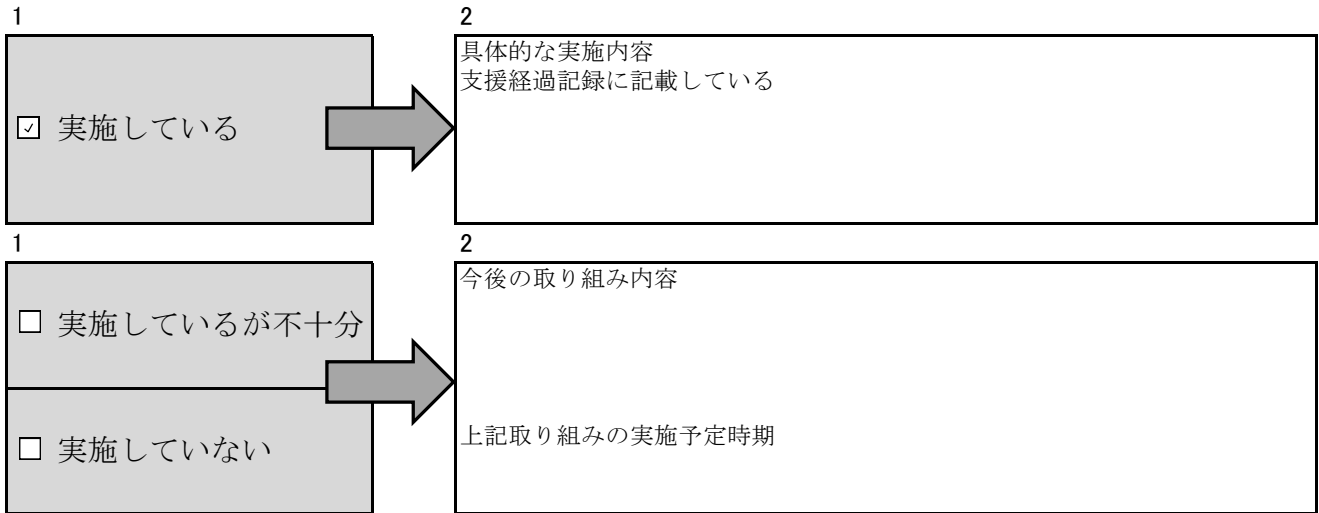 1
2
☑ 実施している
具体的な実施内容
支援経過記録に記載している
1
2
□ 実施しているが不十分
□ 実施していない
今後の取り組み内容
上記取り組みの実施予定時期